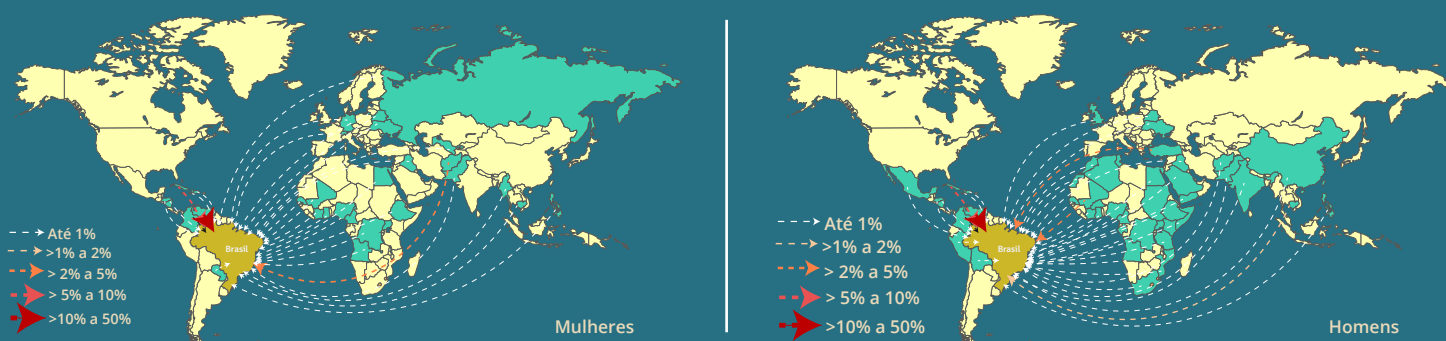 Brasil
Até 1%
>1% a 2%
> 2% a 5%
> 5% a 10%
>10% a 50%
Mulheres
Brasil
Até 1%
>1% a 2%
> 2% a 5%
> 5% a 10%
>10% a 50%
Homens